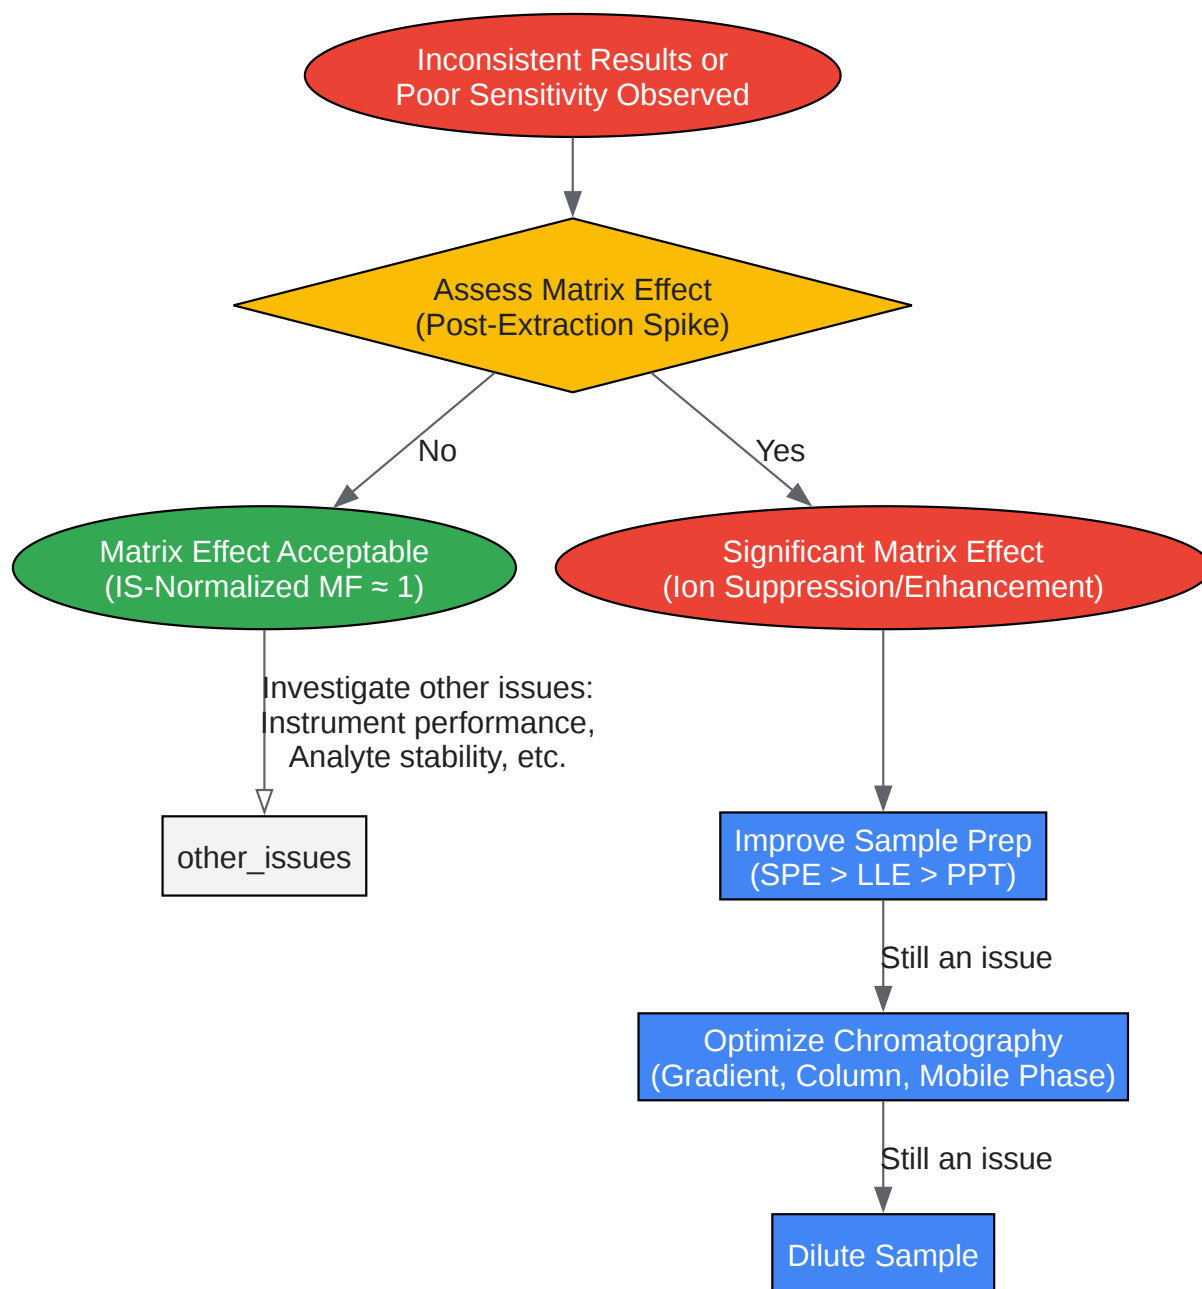 Inconsistent Results or
Poor Sensitivity Observed
Assess Matrix Effect
(Post-Extraction Spike)
No
Yes
Matrix Effect Acceptable
(IS-Normalized MF ≈ 1)
Significant Matrix Effect
(Ion Suppression/Enhancement)
Investigate other issues:
Instrument performance,
Analyte stability, etc.
other_issues
Improve Sample Prep
(SPE > LLE > PPT)
Still an issue
Optimize Chromatography
(Gradient, Column, Mobile Phase)
Still an issue
Dilute Sample